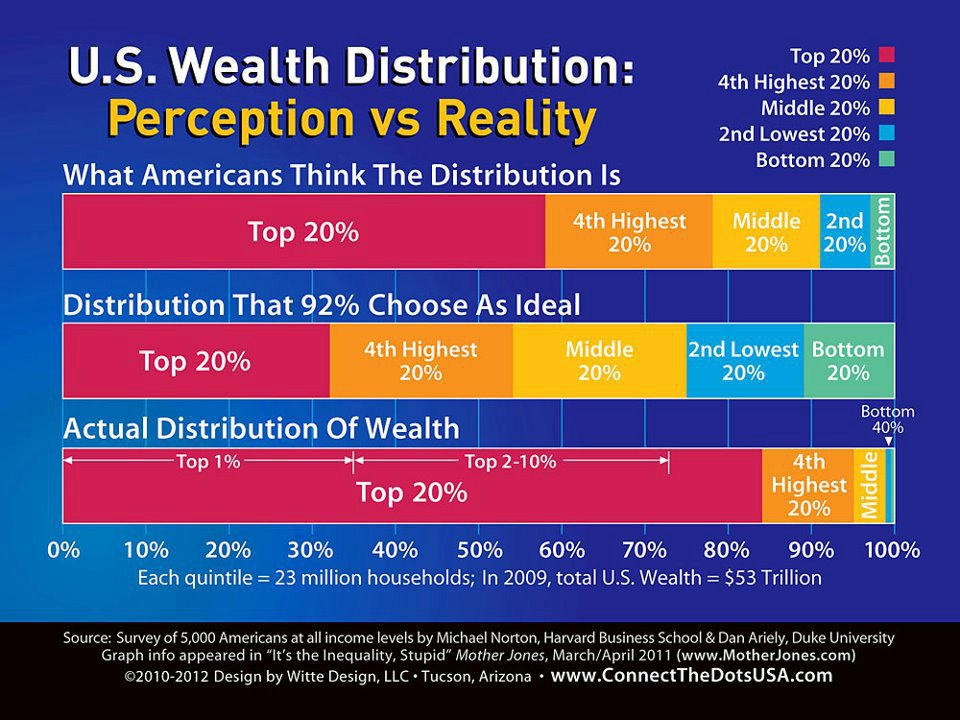 U.S. Wealth Distribution:
Perception vs Reality
Top 20%
4th Highest 20%
Middle 20%
2nd Lowest 20%
Bottom 20%
What Americans Think The Distribution Is
Top 20%
4th Highest
20%
Middle
20%
2nd
20%
Bottom
Distribution That 92% Choose As Ideal
Top 20%
4th Highest
20%
Middle
20%
2nd Lowest
20%
Bottom
20%
Actual Distribution Of Wealth
Bottom
40%
Top 1%
Top 2-10%
Top 20%
4th
Highest
20%
Middle
0% 10% 20% 30% 40% 50% 60% 70% 80% 90% 100%
Each quintile = 23 million households; In 2009, total U.S. Wealth = $53 Trillion
Source: Survey of 5,000 Americans at all income levels by Michael Norton, Harvard Business School & Dan Ariely, Duke University
Graph info appeared in "It's the Inequality, Stupid" Mother Jones, March/April 2011 (www.MotherJones.com)
©2010-2012 Design by Witte Design, LLC • Tucson, Arizona • www.ConnectTheDotsUSA.com